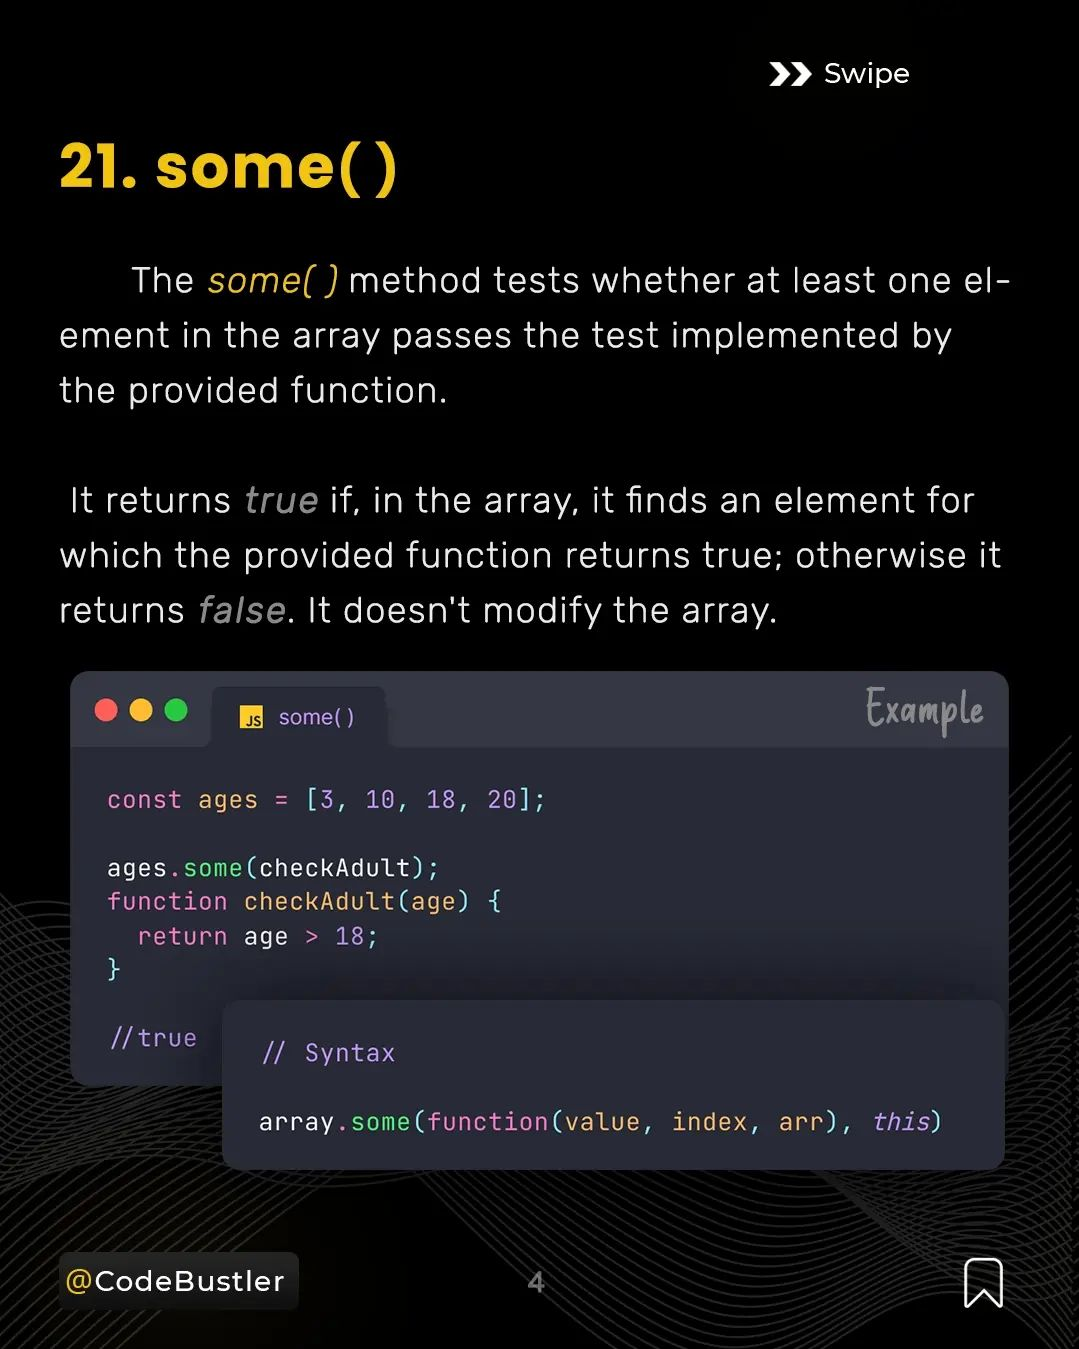 Swipe
21. some( )
The some( ) method tests whether at least one el-
ement in the array passes the test implemented by
the provided function.
It returns true if, in the array, it finds an element for
which the provided function returns true; otherwise it
returns false. It doesn't modify the array.
JS some( ) Example
const ages = [3, 10, 18, 20];
ages.some(checkAdult);
function checkAdult(age) {
return age > 18;
}
//true
// Syntax
array.some(function(value, index, arr), this)
@CodeBustler
4